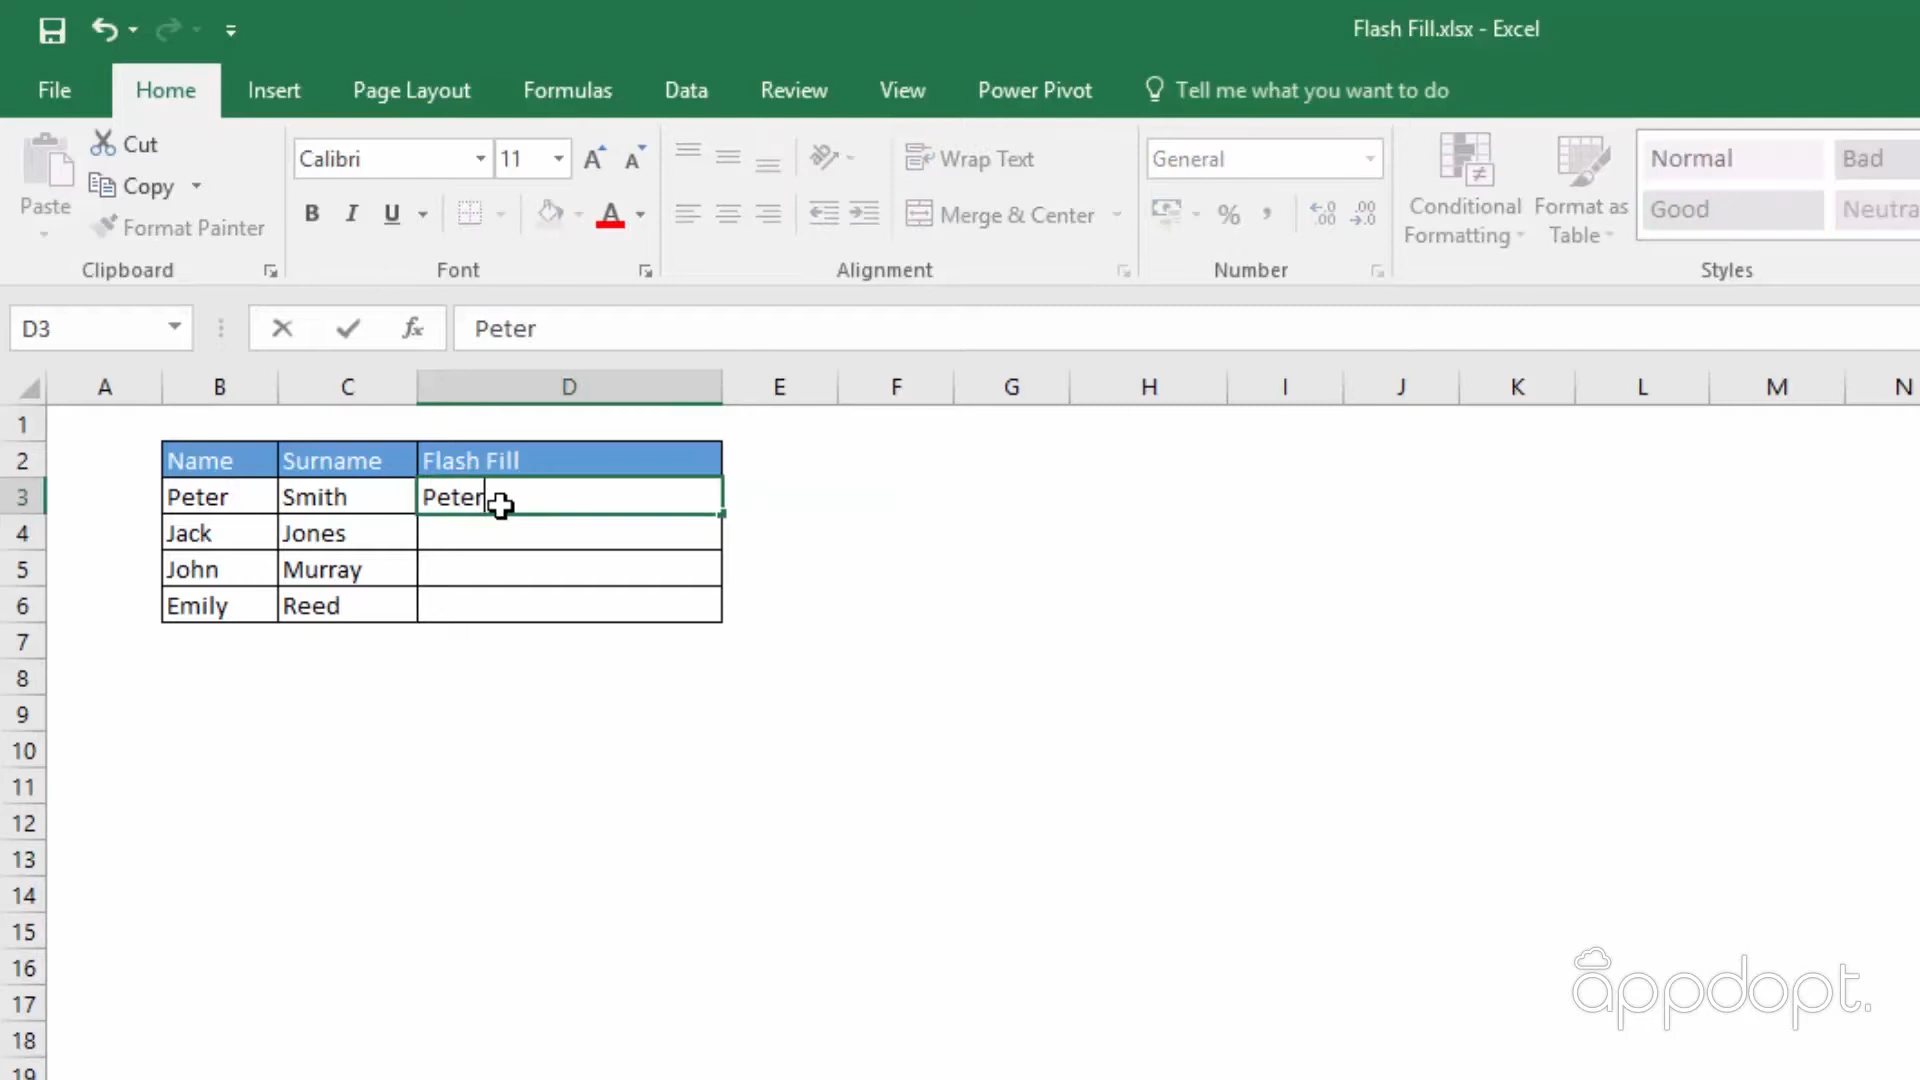 Flash Fill.xlsx - Excel
File Home Insert Page Layout Formulas Data Review View Power Pivot Tell me what you want to do
Cut
Copy
Format Painter
Paste
Clipboard
Calibri 11
B I U
Font
Wrap Text
Merge & Center
Alignment
General
Number
Conditional Formatting
Format as Table
Normal Bad
Good Neutra
Styles
D3 fx Peter
A B C D E F G H I J K L M N
1
2 Name Surname Flash Fill
3 Peter Smith Peter
4 Jack Jones
5 John Murray
6 Emily Reed
7
8
9
10
11
12
13
14
15
16
17
18
19
appdopt.